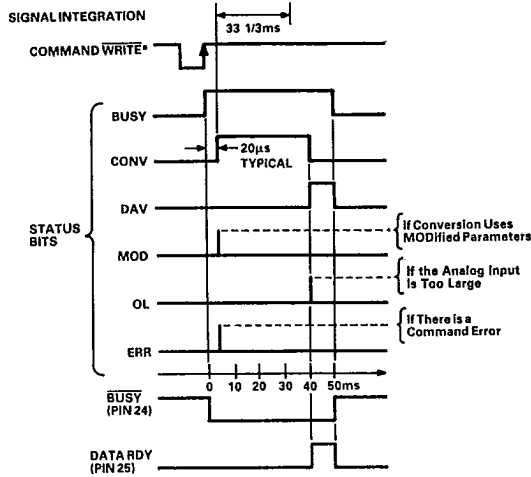 SIGNAL INTEGRATION
33 1/3ms
COMMAND WRITE*
BUSY
CONV
20µs
TYPICAL
DAV
STATUS
BITS
MOD
If Conversion Uses
MODified Parameters
OL
If the Analog Input
is Too Large
ERR
If There is a
Command Error
0 10 20 30 40 50ms
BUSY
(PIN 24)
DATA RDY
(PIN 25)